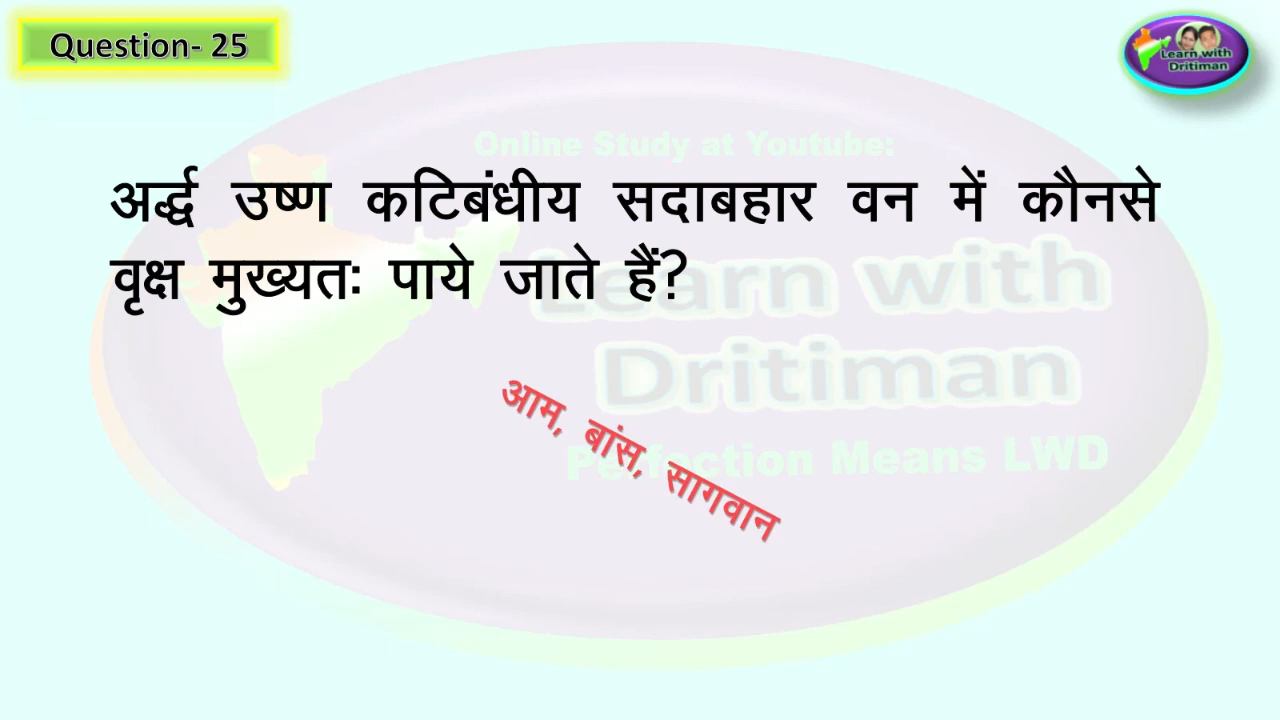 Question- 25
Learn with
Dritiman
Online Study at Youtube:
अर्द्ध उष्ण कटिबंधीय सदाबहार वन में कौनसे
वृक्ष मुख्यतः पाये जाते हैं?
Learn with
Dritiman
आम, बांस, सागवान
Perfection Means LWD